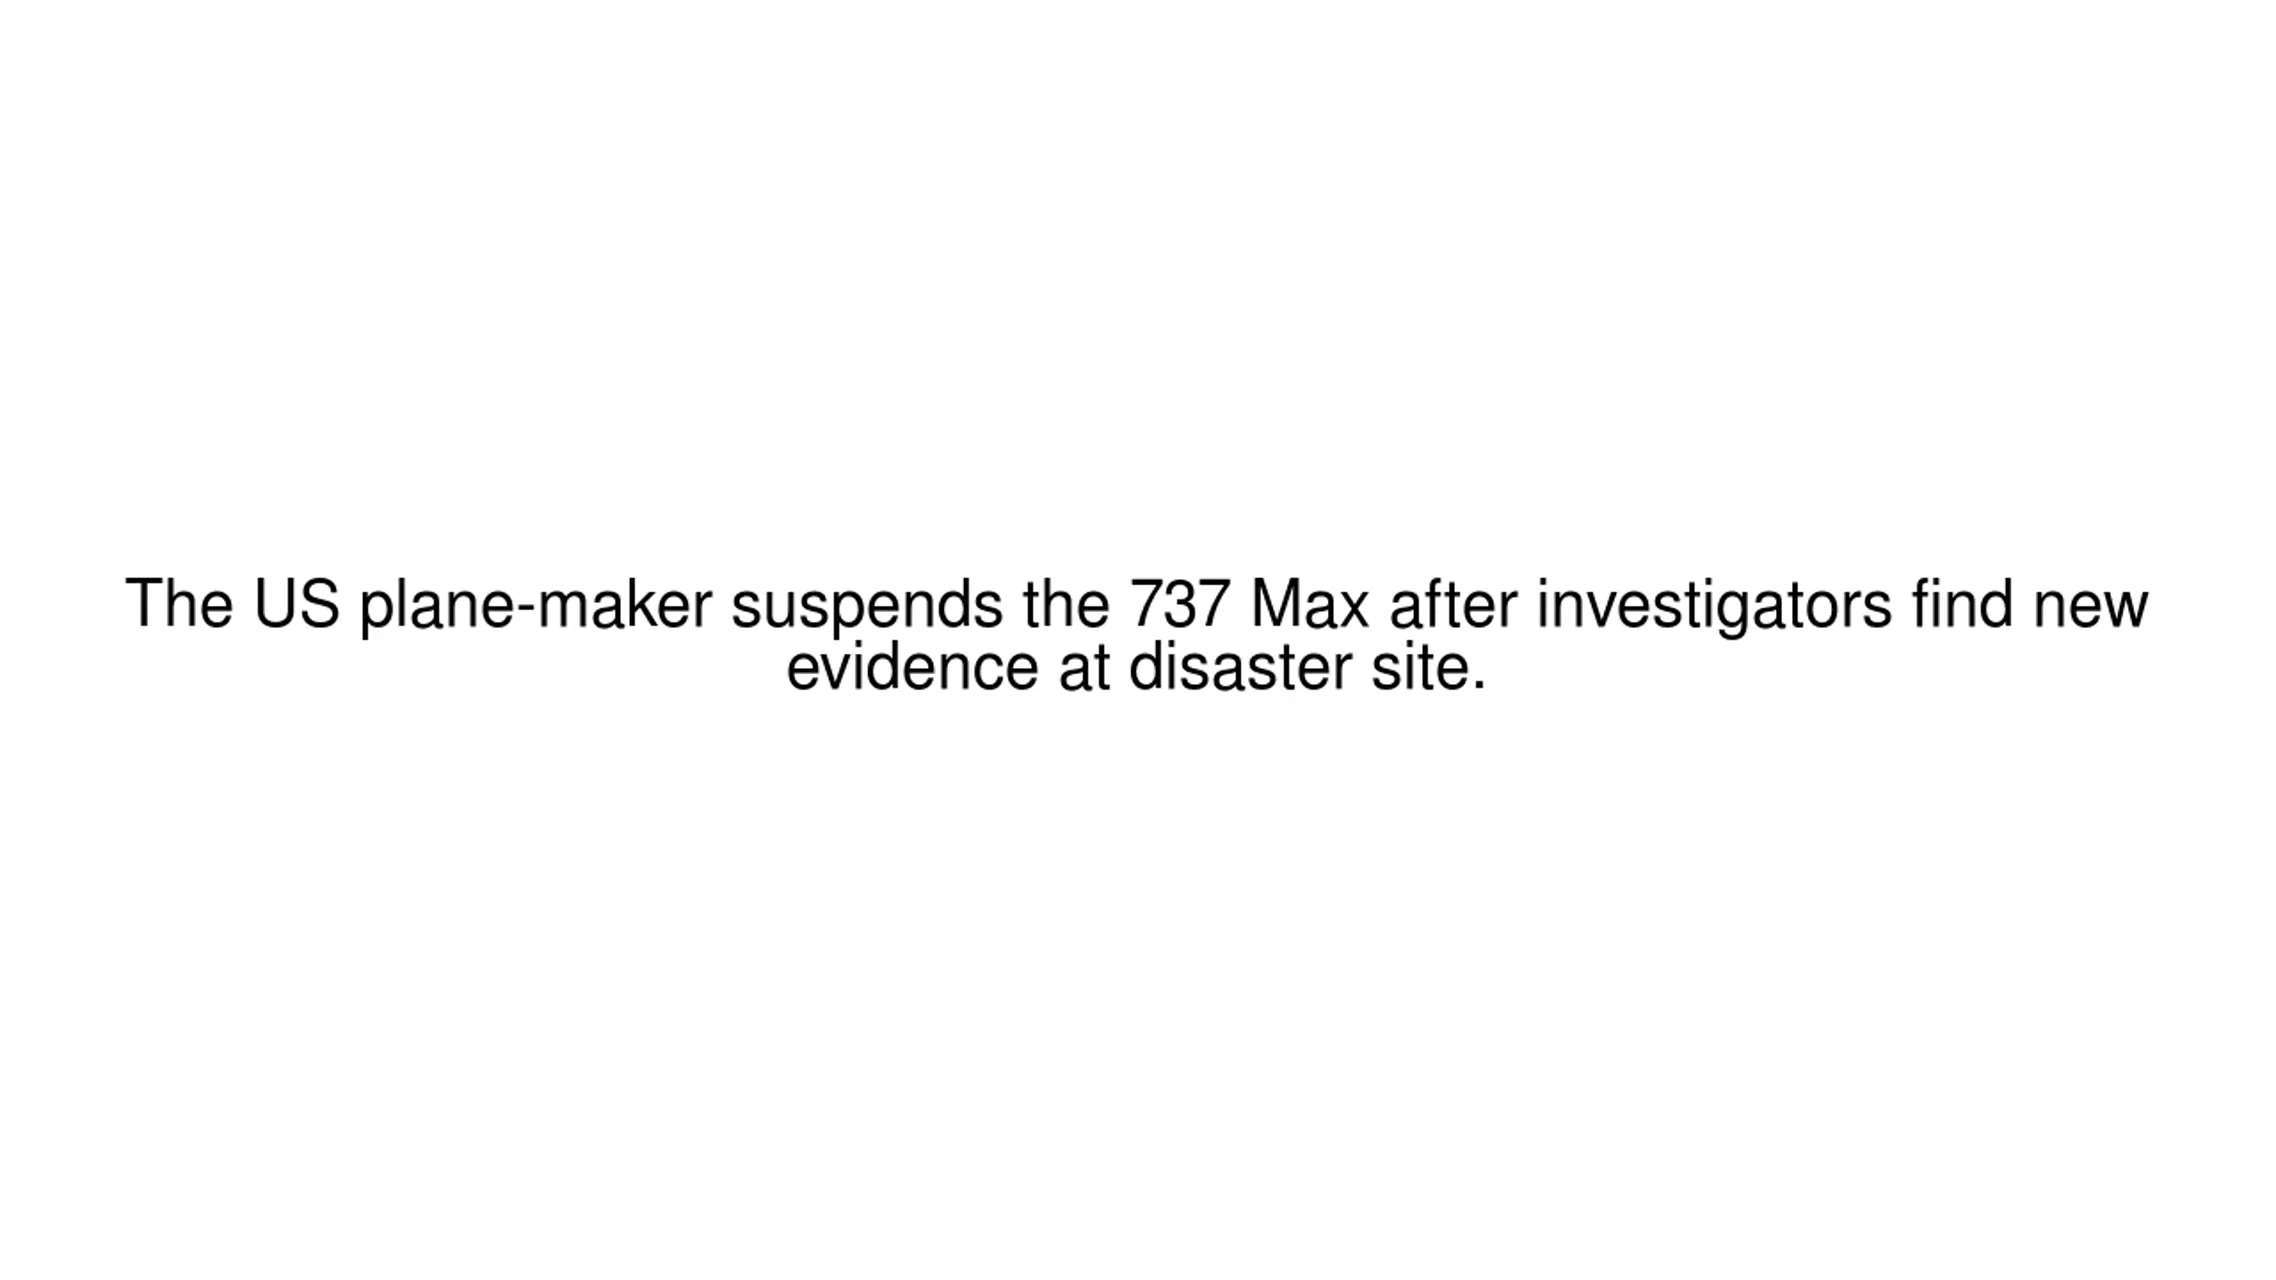 The US plane-maker suspends the 737 Max after investigators find new
evidence at disaster site.